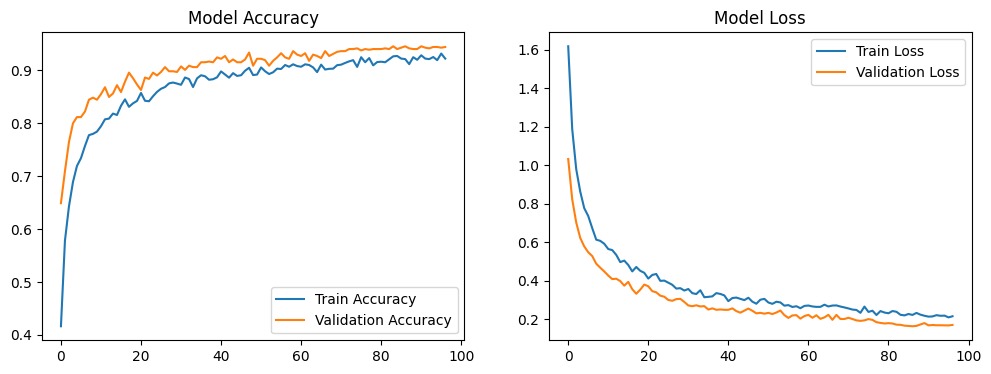 Model Accuracy
0.9
0.8
0.7
0.6
0.5
0.4
0 20 40 60 80 100
Train Accuracy
Validation Accuracy
Model Loss
1.6
1.4
1.2
1.0
0.8
0.6
0.4
0.2
0 20 40 60 80 100
Train Loss
Validation Loss